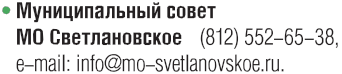 • Муниципальный совет
МО Светлановское (812) 552–65–38,
e–mail: info@mo–svetlanovskoe.ru.